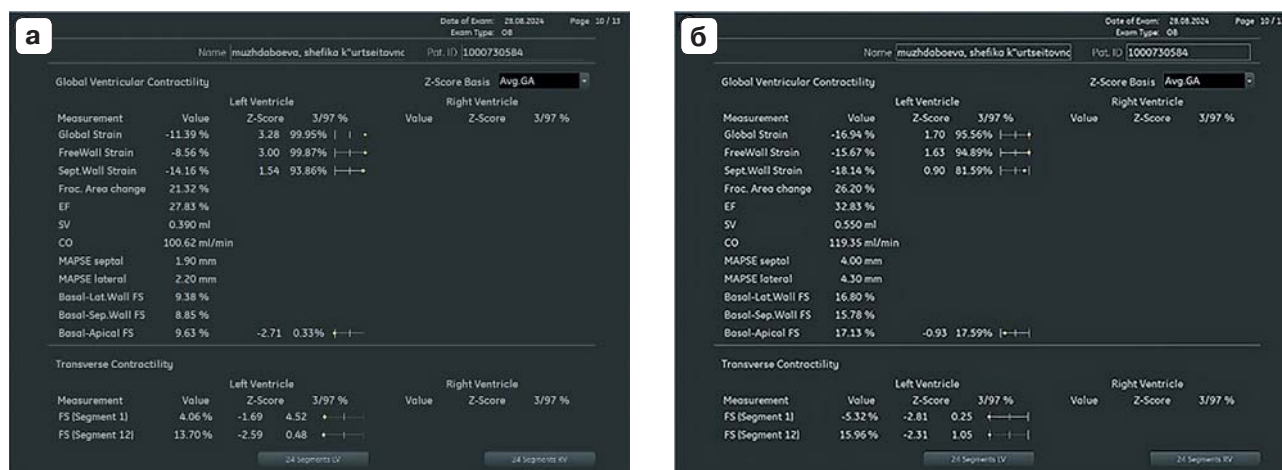 а
Date of Exam: 28.08.2024 Page 10 / 13
Exam Type: OB
Name muzhdabaeva, shefika k"urtseitovnc Pat. ID 1000730584
Global Ventricular Contractility Z-Score Basis Avg.GA
Left Ventricle Right Ventricle
Measurement Value Z-Score 3/97 % Value Z-Score 3/97 %
Global Strain -11.39 % 3.28 99.95%
FreeWall Strain -8.56 % 3.00 99.87%
Sept.Wall Strain -14.16 % 1.54 93.86%
Frac. Area change 21.32 %
EF 27.83 %
SV 0.390 ml
CO 100.62 ml/min
MAPSE septal 1.90 mm
MAPSE lateral 2.20 mm
Basal-Lat.Wall FS 9.38 %
Basal-Sep.Wall FS 8.85 %
Basal-Apical FS 9.63 % -2.71 0.33%
Transverse Contractility
Left Ventricle Right Ventricle
Measurement Value Z-Score 3/97 % Value Z-Score 3/97 %
FS (Segment 1) 4.06 % -1.69 4.52
FS (Segment 12) 13.70 % -2.59 0.48
24 Segments LV 24 Segments RV
б
Date of Exam: 28.08.2024 Page 10 / 1
Exam Type: OB
Name muzhdabaeva, shefika k"urtseitovnc Pat. ID 1000730584
Global Ventricular Contractility Z-Score Basis Avg.GA
Left Ventricle Right Ventricle
Measurement Value Z-Score 3/97 % Value Z-Score 3/97 %
Global Strain -16.94 % 1.70 95.56%
FreeWall Strain -15.67 % 1.63 94.89%
Sept.Wall Strain -18.14 % 0.90 81.59%
Frac. Area change 26.20 %
EF 32.83 %
SV 0.550 ml
CO 119.35 ml/min
MAPSE septal 4.00 mm
MAPSE lateral 4.30 mm
Basal-Lat.Wall FS 16.80 %
Basal-Sep.Wall FS 15.78 %
Basal-Apical FS 17.13 % -0.93 17.59%
Transverse Contractility
Left Ventricle Right Ventricle
Measurement Value Z-Score 3/97 % Value Z-Score 3/97 %
FS (Segment 1) -5.32 % -2.81 0.25
FS (Segment 12) 15.96 % -2.31 1.05
24 Segments LV 24 Segments RV